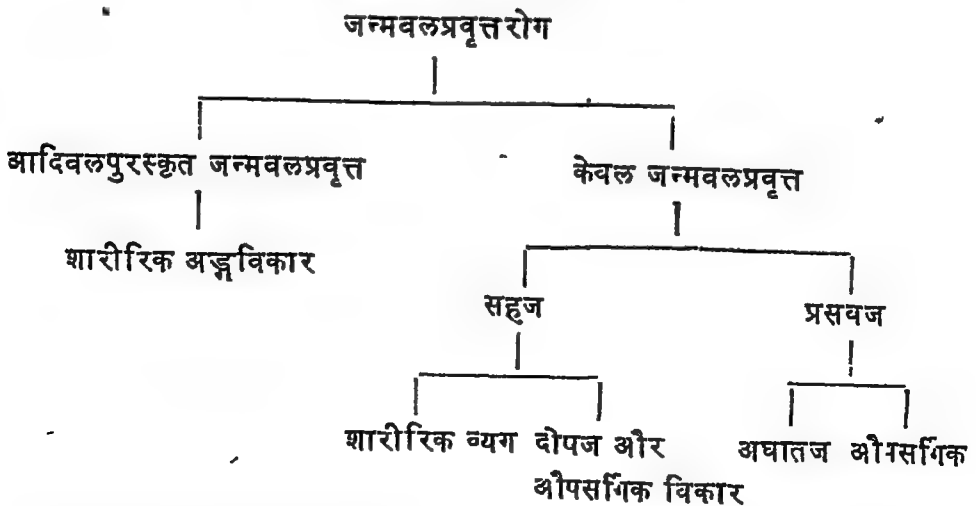 जन्मवलप्रवृत्तरोग
आदिवलपुरस्कृत जन्मवलप्रवृत्त केवल जन्मवलप्रवृत्त
शारीरिक अङ्गविकार
सहज प्रसवज
शारीरिक व्यग दोपज और अघातज औपसर्गिक
औपसर्गिक विकार